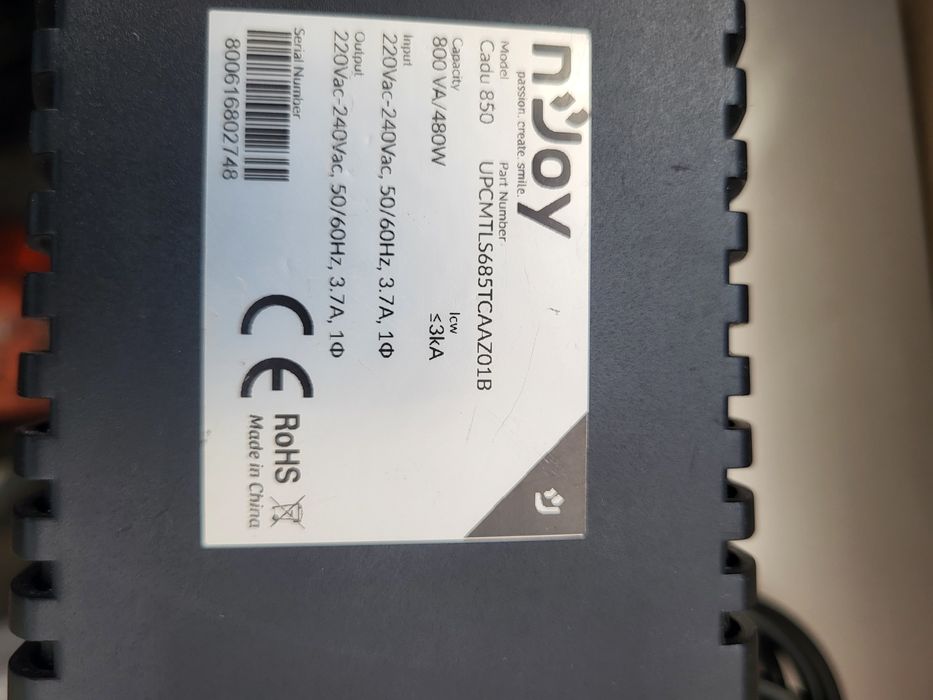 nJoy
passion. create. smile.
Model
Cadu 850
Part Number
UPCMTLS685TCAAZ01B
Capacity
800 VA/480W
Icw
≤3kA
Input
220Vac-240Vac, 50/60Hz, 3.7A, 1Φ
Output
220Vac-240Vac, 50/60Hz, 3.7A, 1Φ
Serial Number
800616802748
CE
RoHS
Made in China